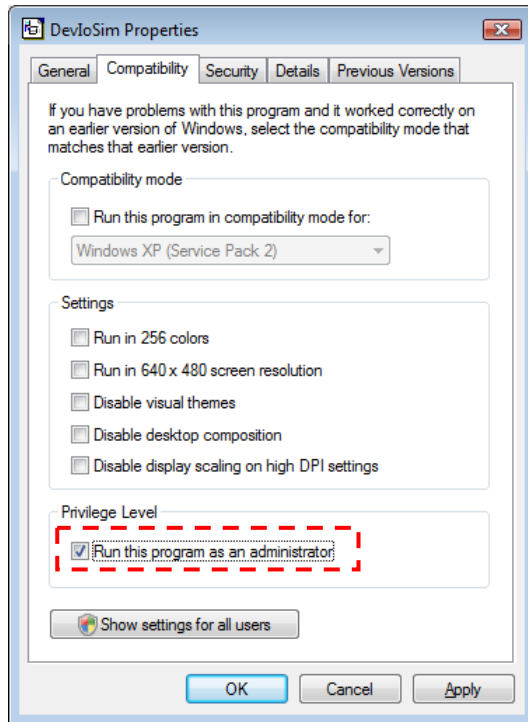 DevIoSim Properties
General Compatibility Security Details Previous Versions
If you have problems with this program and it worked correctly on
an earlier version of Windows, select the compatibility mode that
matches that earlier version.
Compatibility mode
Run this program in compatibility mode for:
Windows XP (Service Pack 2)
Settings
Run in 256 colors
Run in 640 x 480 screen resolution
Disable visual themes
Disable desktop composition
Disable display scaling on high DPI settings
Privilege Level
Run this program as an administrator
Show settings for all users
OK Cancel Apply